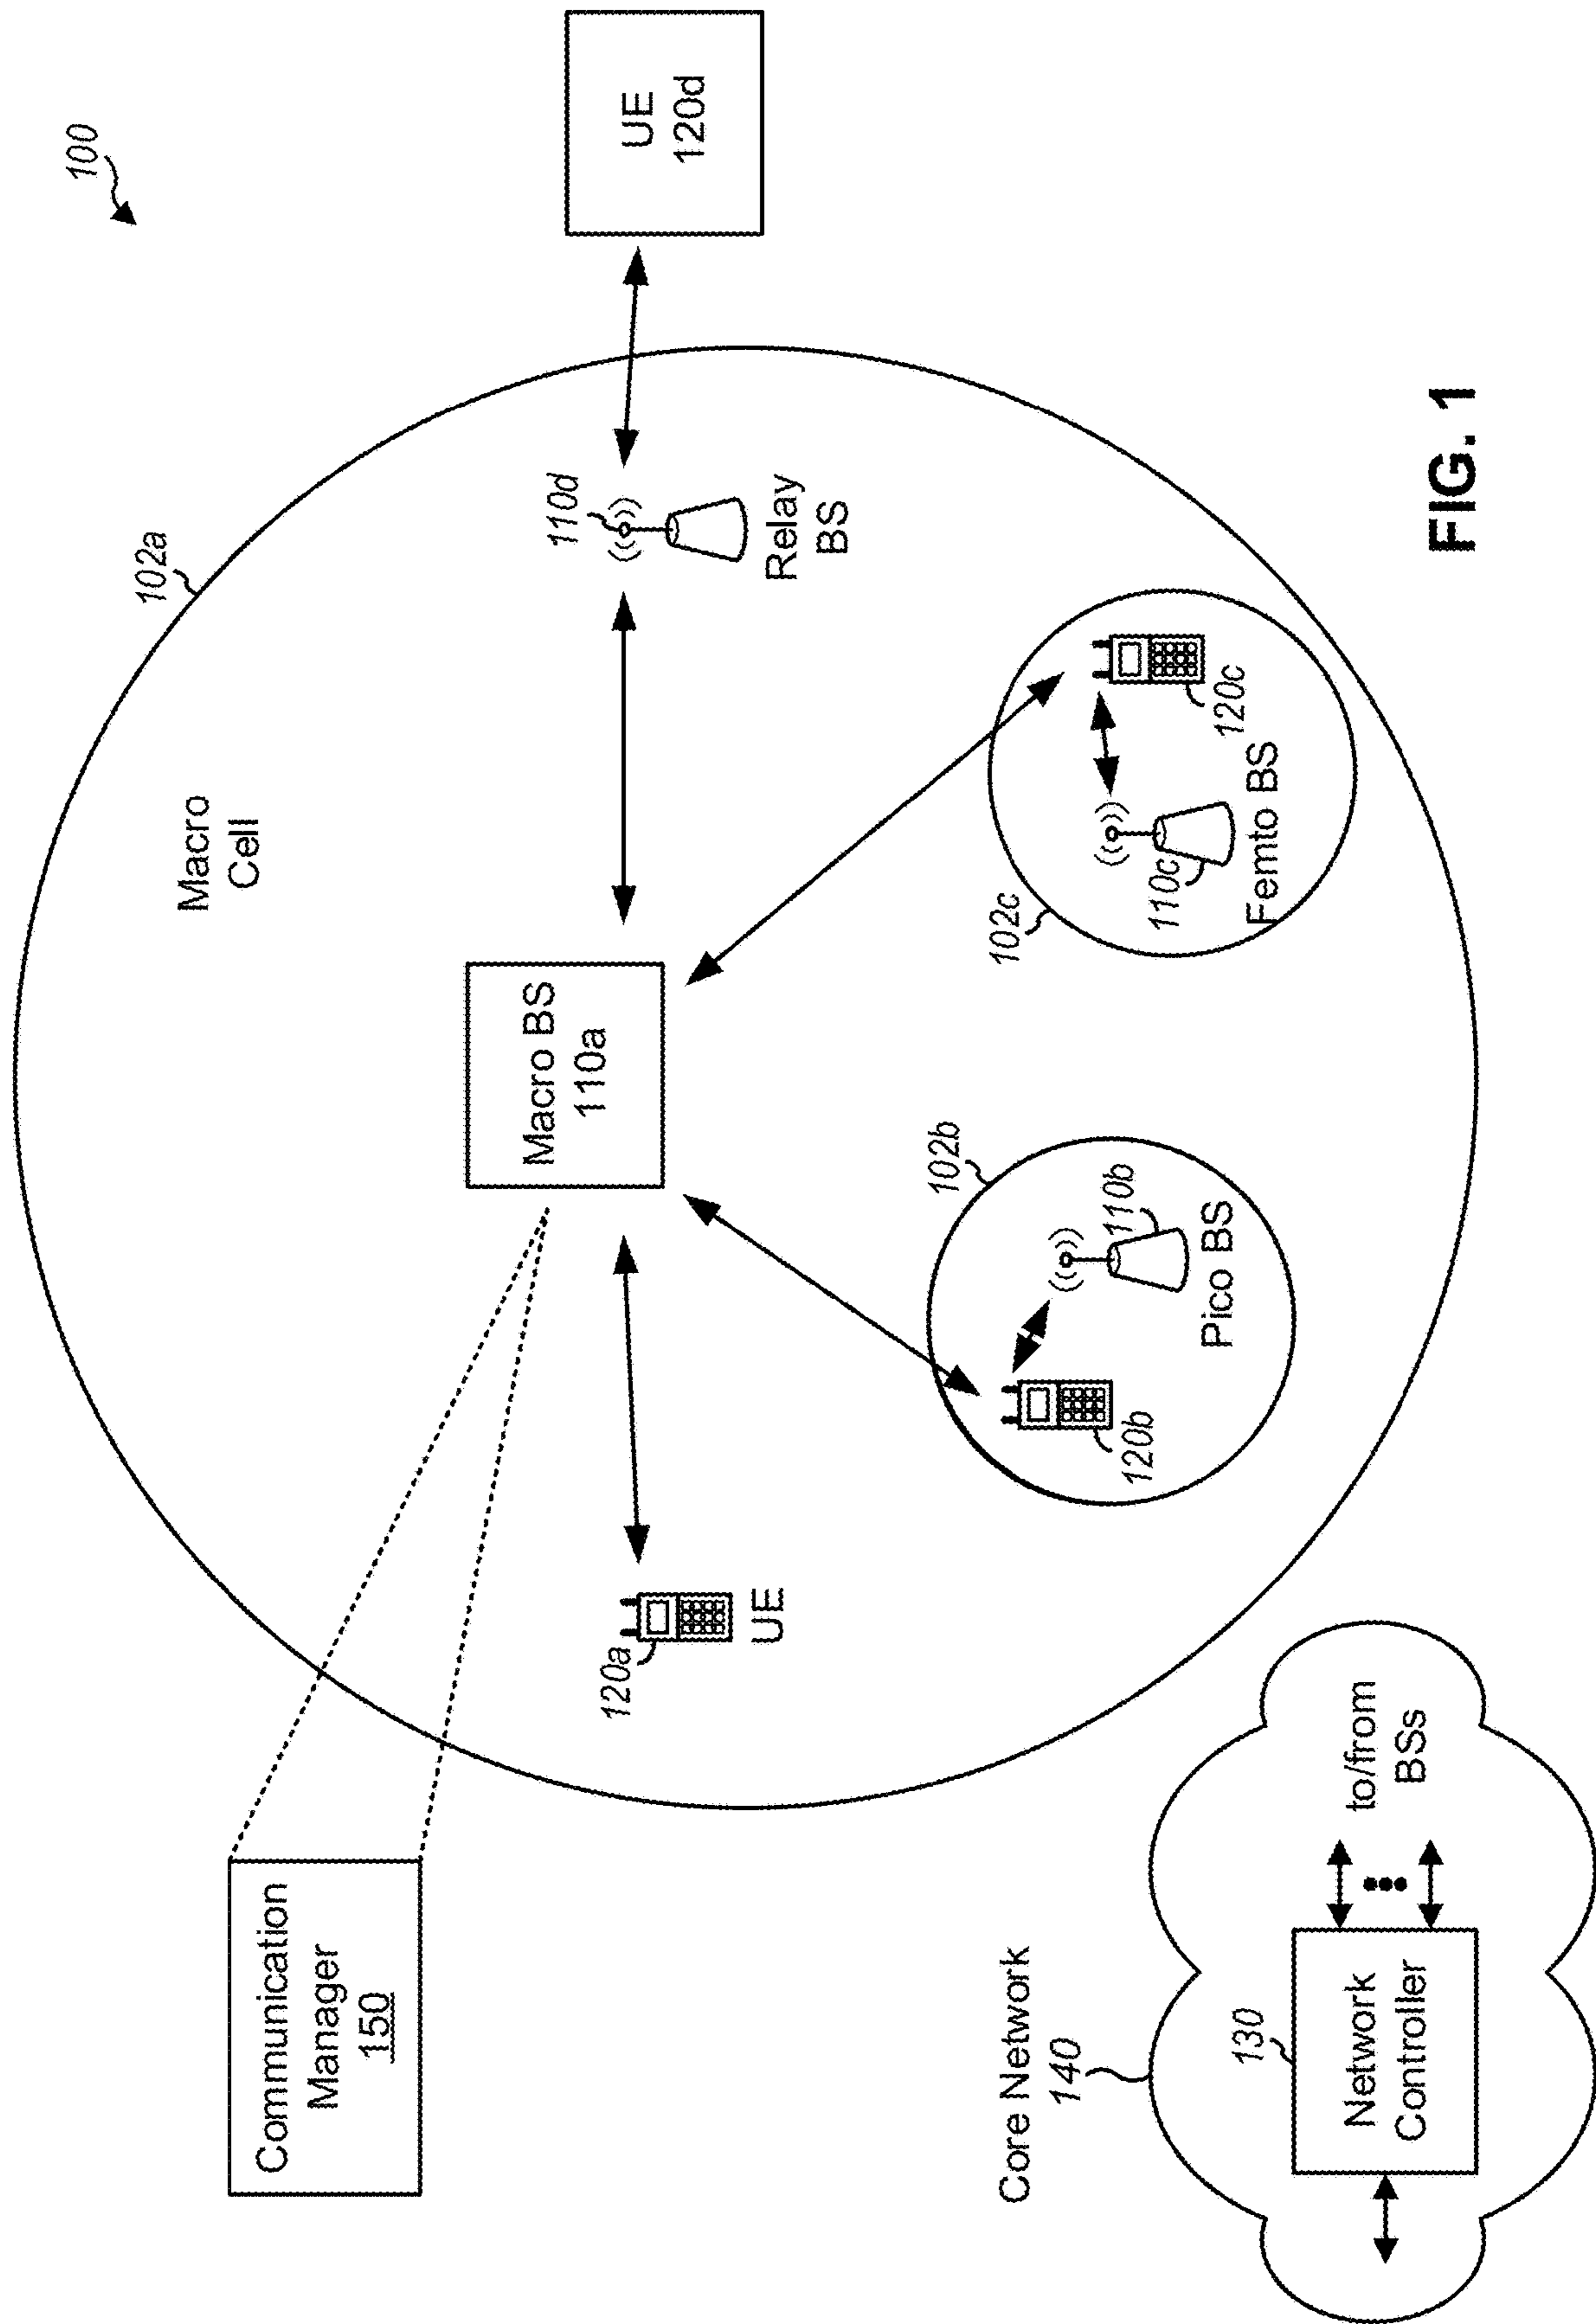 100
102a
Macro
Cell
Communication
Manager
150
Macro BS
110a
110d
Relay
BS
UE
120d
120a
UE
102b
110b
Pico BS
120b
102c
120c
110c
Femto BS
Core Network
140
130
Network
Controller
to/from
BSs
FIG. 1